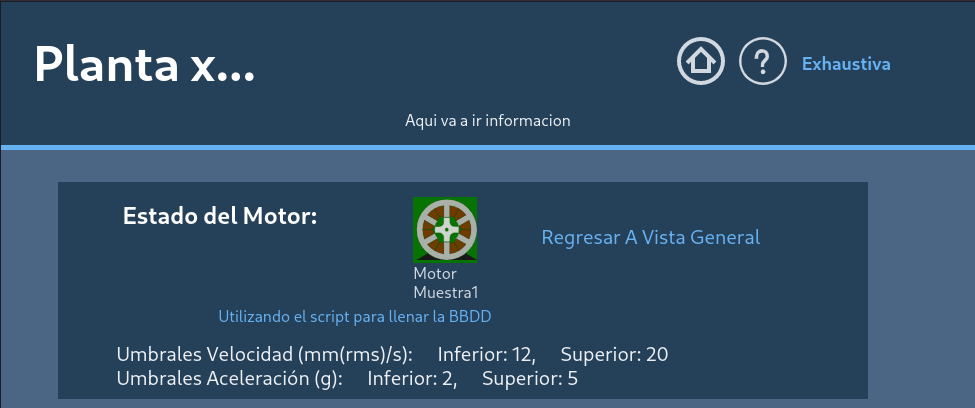 Planta x...
?
Exhaustiva
Aqui va a ir informacion
Estado del Motor:
Motor
Muestra1
Regresar A Vista General
Utilizando el script para llenar la BBDD
Umbrales Velocidad (mm(rms)/s): Inferior: 12, Superior: 20
Umbrales Aceleración (g): Inferior: 2, Superior: 5